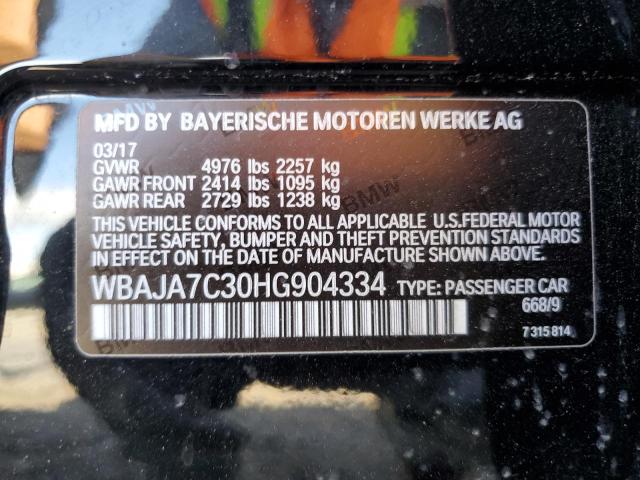 MFD BY BAYERISCHE MOTOREN WERKE AG
03/17
GVWR 4976 lbs 2257 kg
GAWR FRONT 2414 lbs 1095 kg
GAWR REAR 2729 lbs 1238 kg
THIS VEHICLE CONFORMS TO ALL APPLICABLE U.S.FEDERAL MOTOR
VEHICLE SAFETY, BUMPER AND THEFT PREVENTION STANDARDS
IN EFFECT ON THE DATE OF MANUFACTURE SHOWN ABOVE.
WBAJA7C30HG904334 TYPE: PASSENGER CAR
668/9
7 315 814